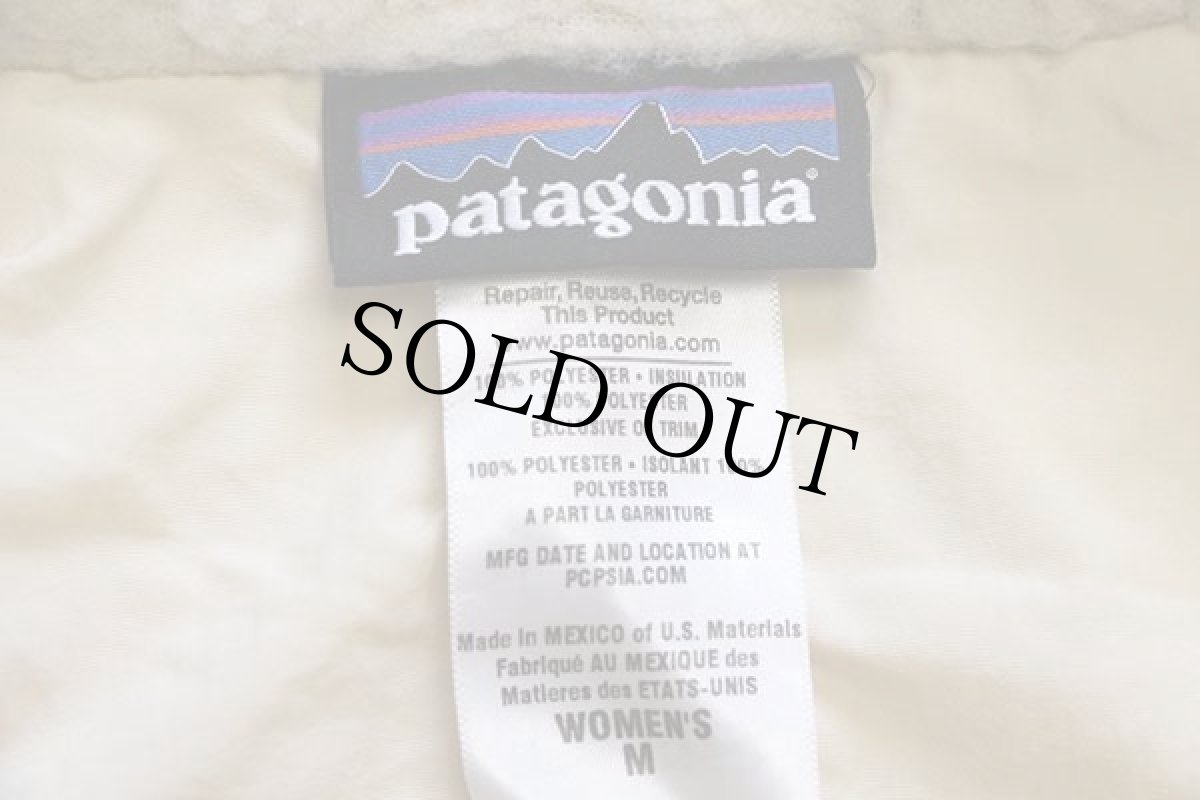 patagonia®
Repair, Reuse, Recycle
This Product
www.patagonia.com
100% POLYESTER • INSULATION
100% POLYESTER
EXCLUSIVE OF TRIM
100% POLYESTER • ISOLANT 100%
POLYESTER
A PART LA GARNITURE
MFG DATE AND LOCATION AT
PCPSIA.COM
Made In MEXICO of U.S. Materials
Fabriqué AU MEXIQUE des
Matieres des ETATS-UNIS
WOMEN'S
M
SOLD OUT